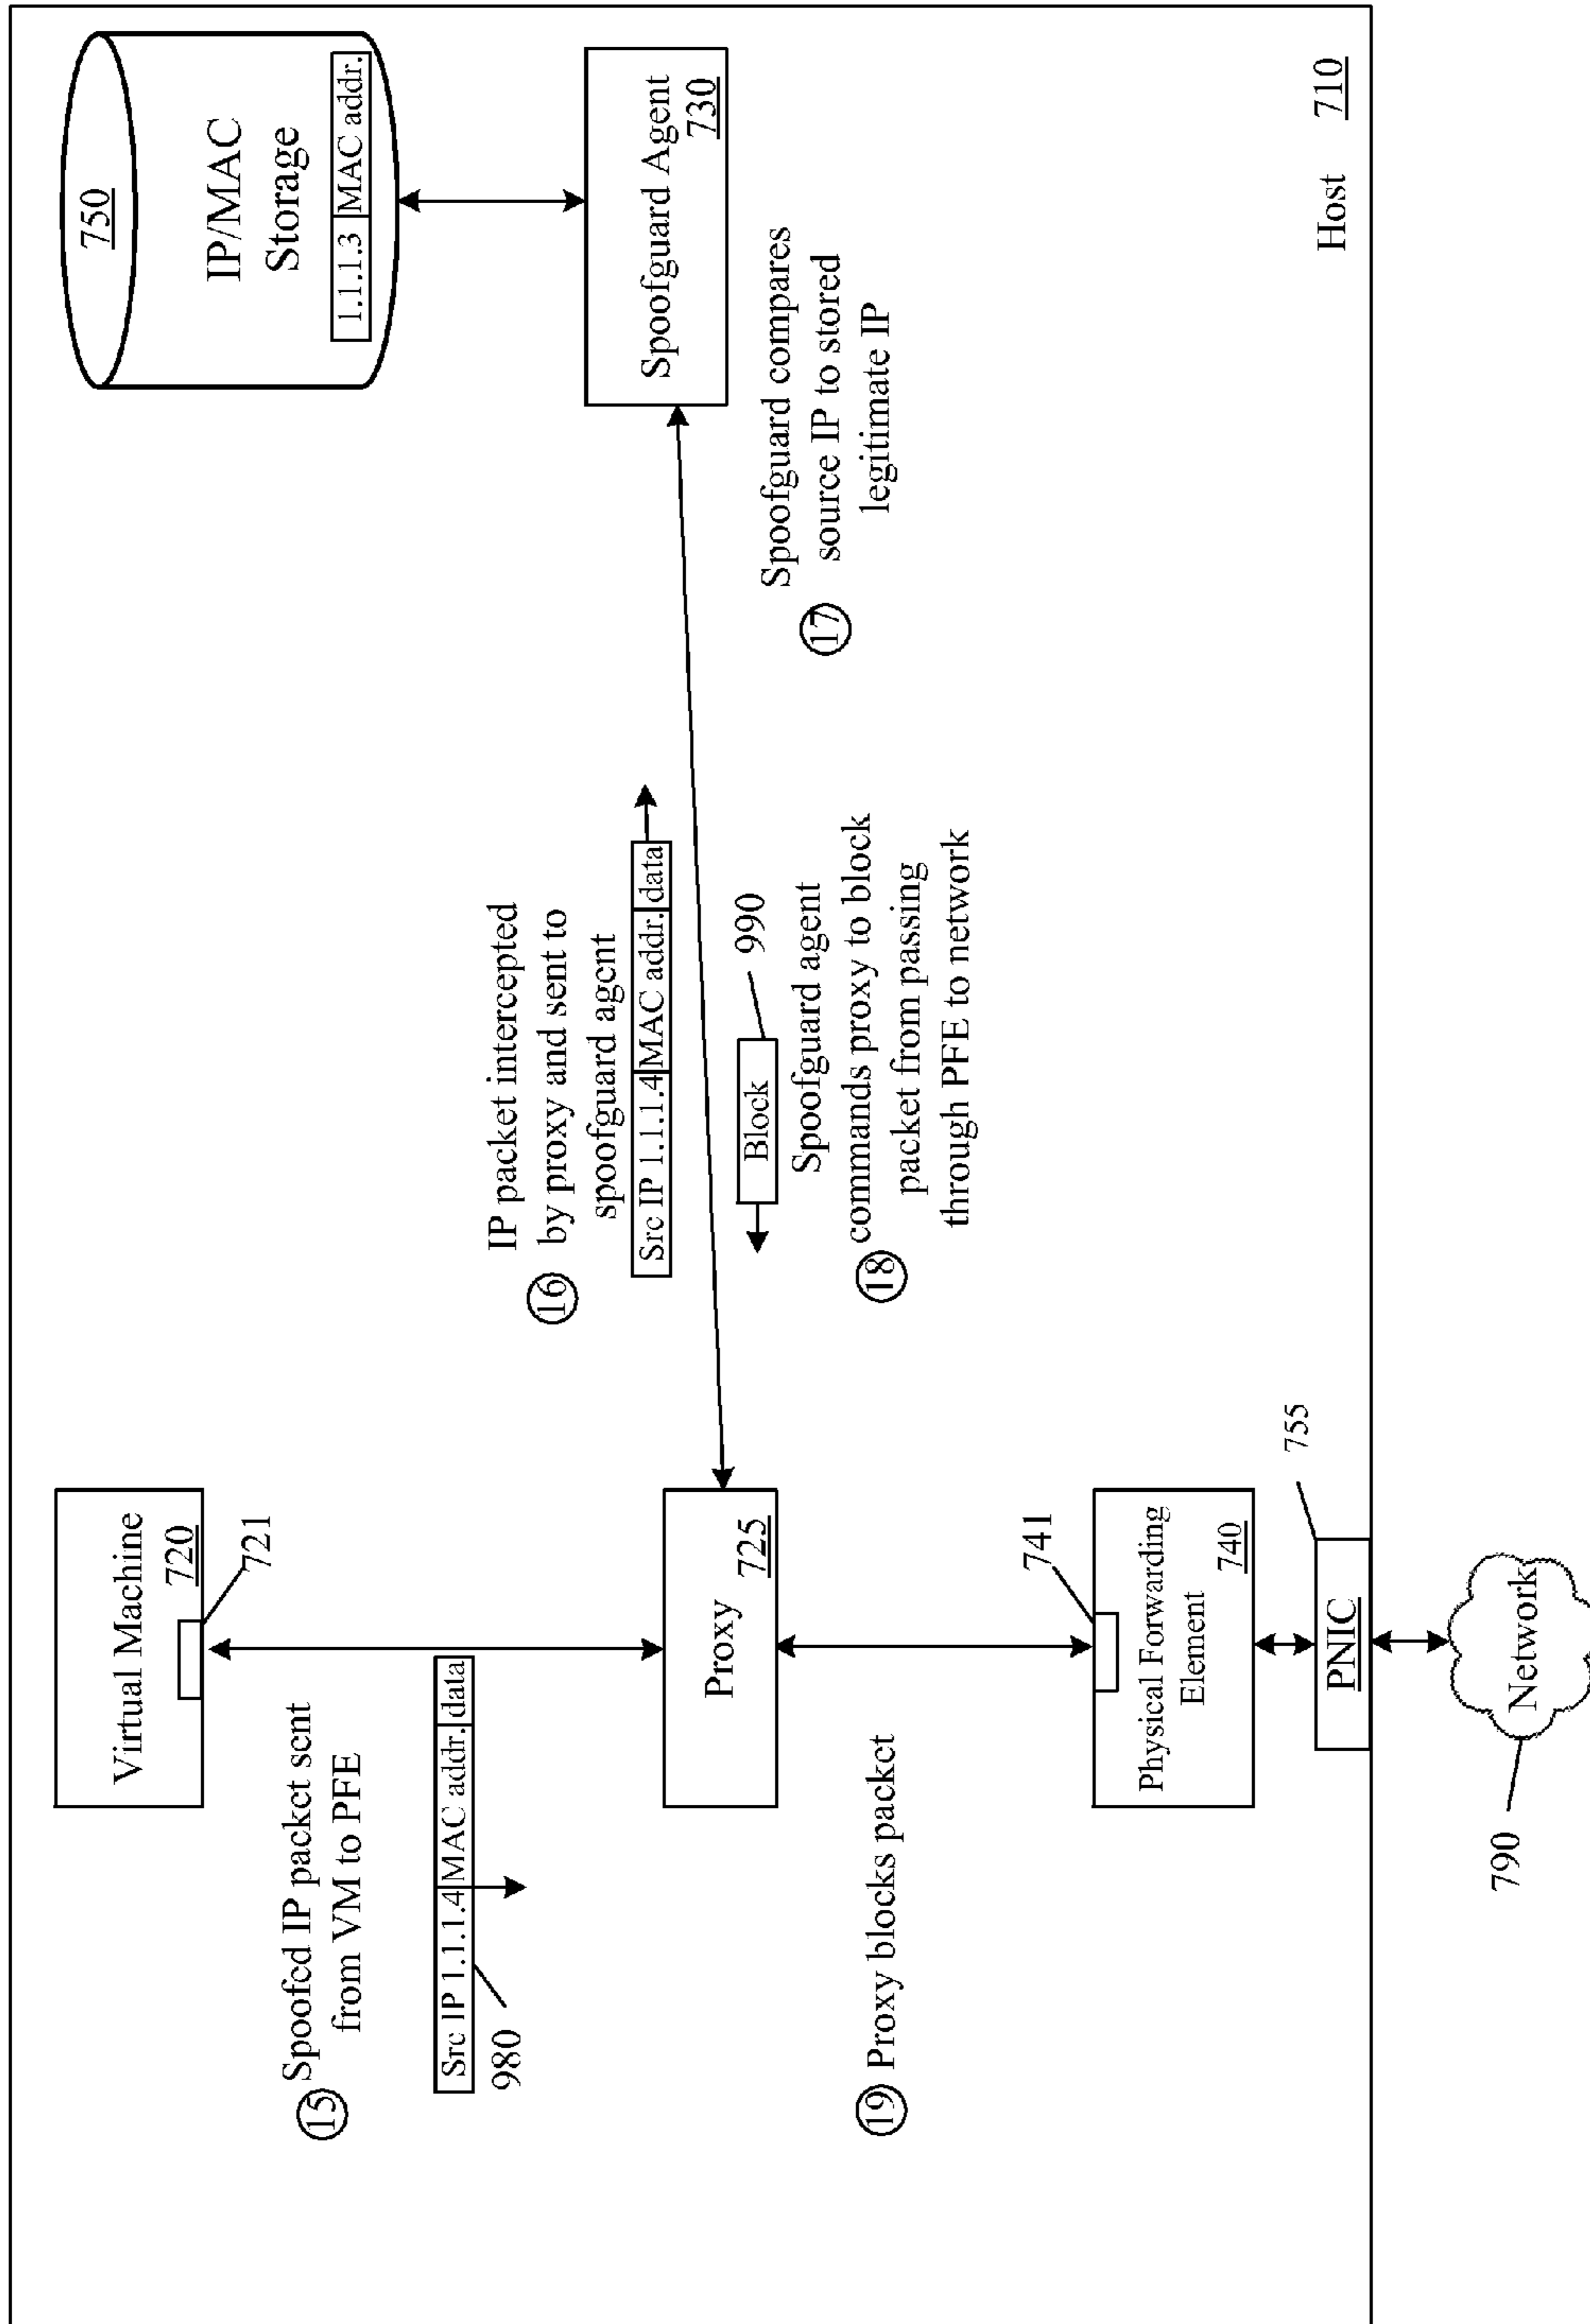 Virtual Machine
720
721
15
Spoofed IP packet sent
from VM to PFE
Src IP 1.1.1.4 MAC addr. data
980
Proxy
725
16
IP packet intercepted
by proxy and sent to
spoofguard agent
Src IP 1.1.1.4 MAC addr. data
Block
990
18
Spoofguard agent
commands proxy to block
packet from passing
through PFE to network
750
IP/MAC
Storage
1.1.1.3 MAC addr.
Spoofguard Agent
730
17
Spoofguard compares
source IP to stored
legitimate IP
19
Proxy blocks packet
741
Physical Forwarding
Element
740
755
PNIC
Host 710
Network
790